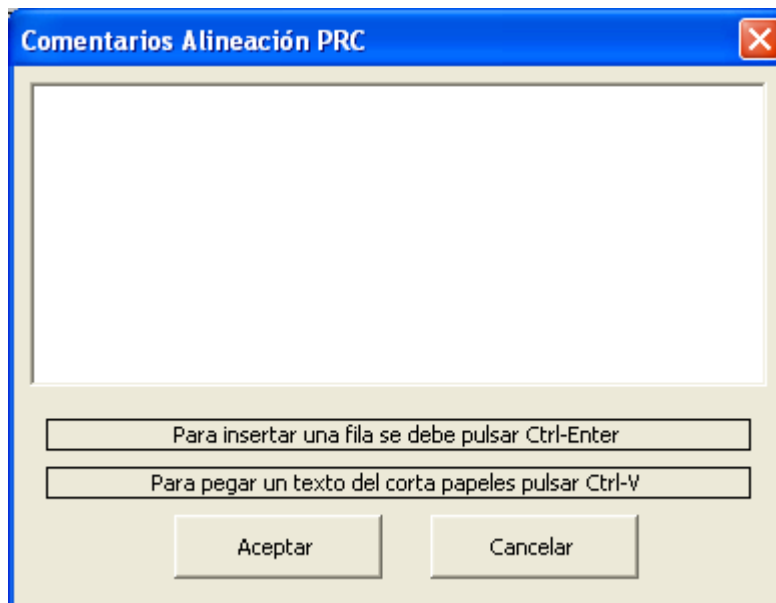 Comentarios Alineación PRC
Para insertar una fila se debe pulsar Ctrl-Enter
Para pegar un texto del corta papeles pulsar Ctrl-V
Aceptar
Cancelar